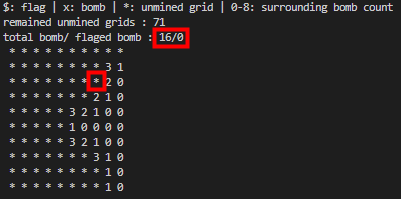 $: flag | x: bomb | *: unmined grid | 0-8: surrounding bomb count
remained unmined grids : 71
total bomb/ flaged bomb : 16/0
* * * * * * * * * *
* * * * * * * * 3 1
* * * * * * * * 2 0
* * * * * * * 2 1 0
* * * * * 3 2 1 0 0
* * * * * 1 0 0 0 0
* * * * * 3 2 1 0 0
* * * * * * * 3 1 0
* * * * * * * * 1 0
* * * * * * * * 1 0